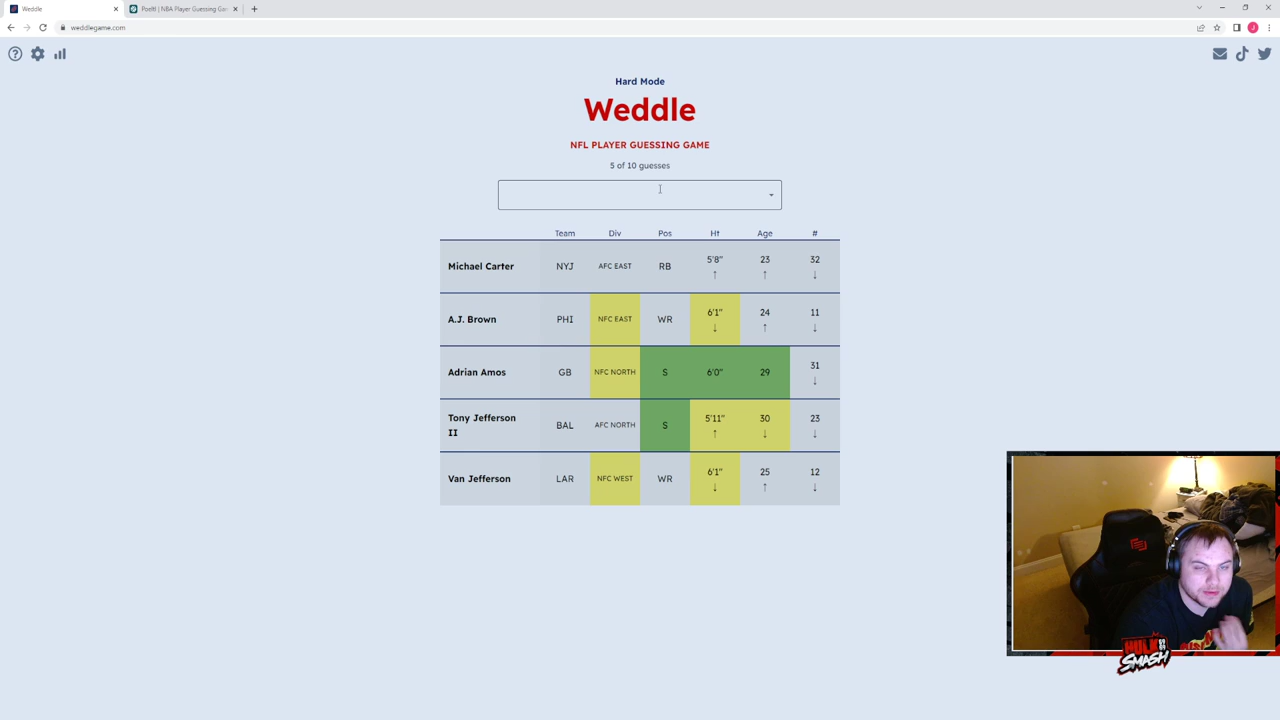 Weddle
Poeltl | NBA Player Guessing Ga
weddlegame.com
Hard Mode
Weddle
NFL PLAYER GUESSING GAME
5 of 10 guesses
Team Div Pos Ht Age #
Michael Carter NYJ AFC EAST RB 5'8" 23 32
↑ ↑ ↓
A.J. Brown PHI NFC EAST WR 6'1" 24 11
↓ ↑ ↓
Adrian Amos GB NFC NORTH S 6'0" 29 31
↓
Tony Jefferson II BAL AFC NORTH S 5'11" 30 23
↑ ↓ ↓
Van Jefferson LAR NFC WEST WR 6'1" 25 12
↓ ↑ ↓
HULK
SMASH